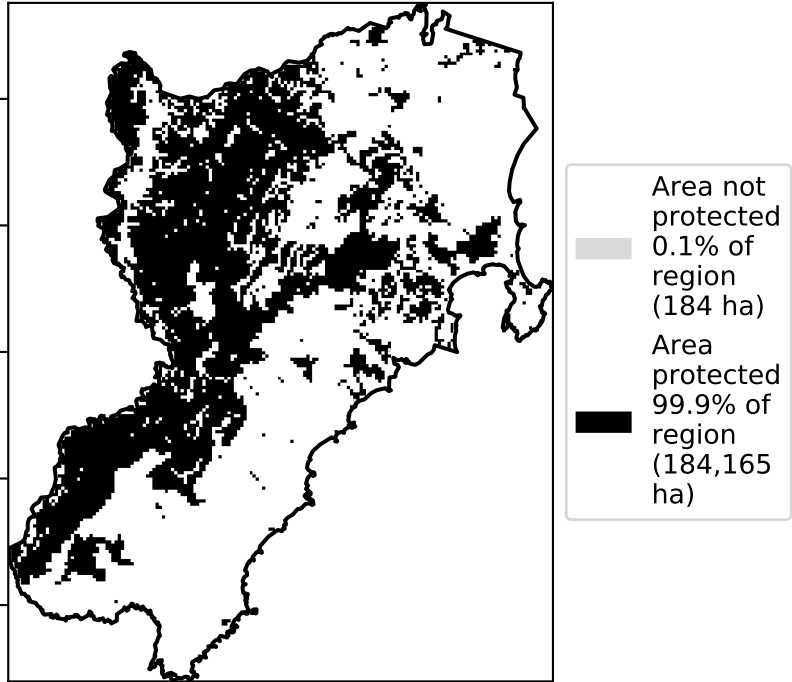 Area not
protected
0.1% of
region
(184 ha)
Area
protected
99.9% of
region
(184,165
ha)